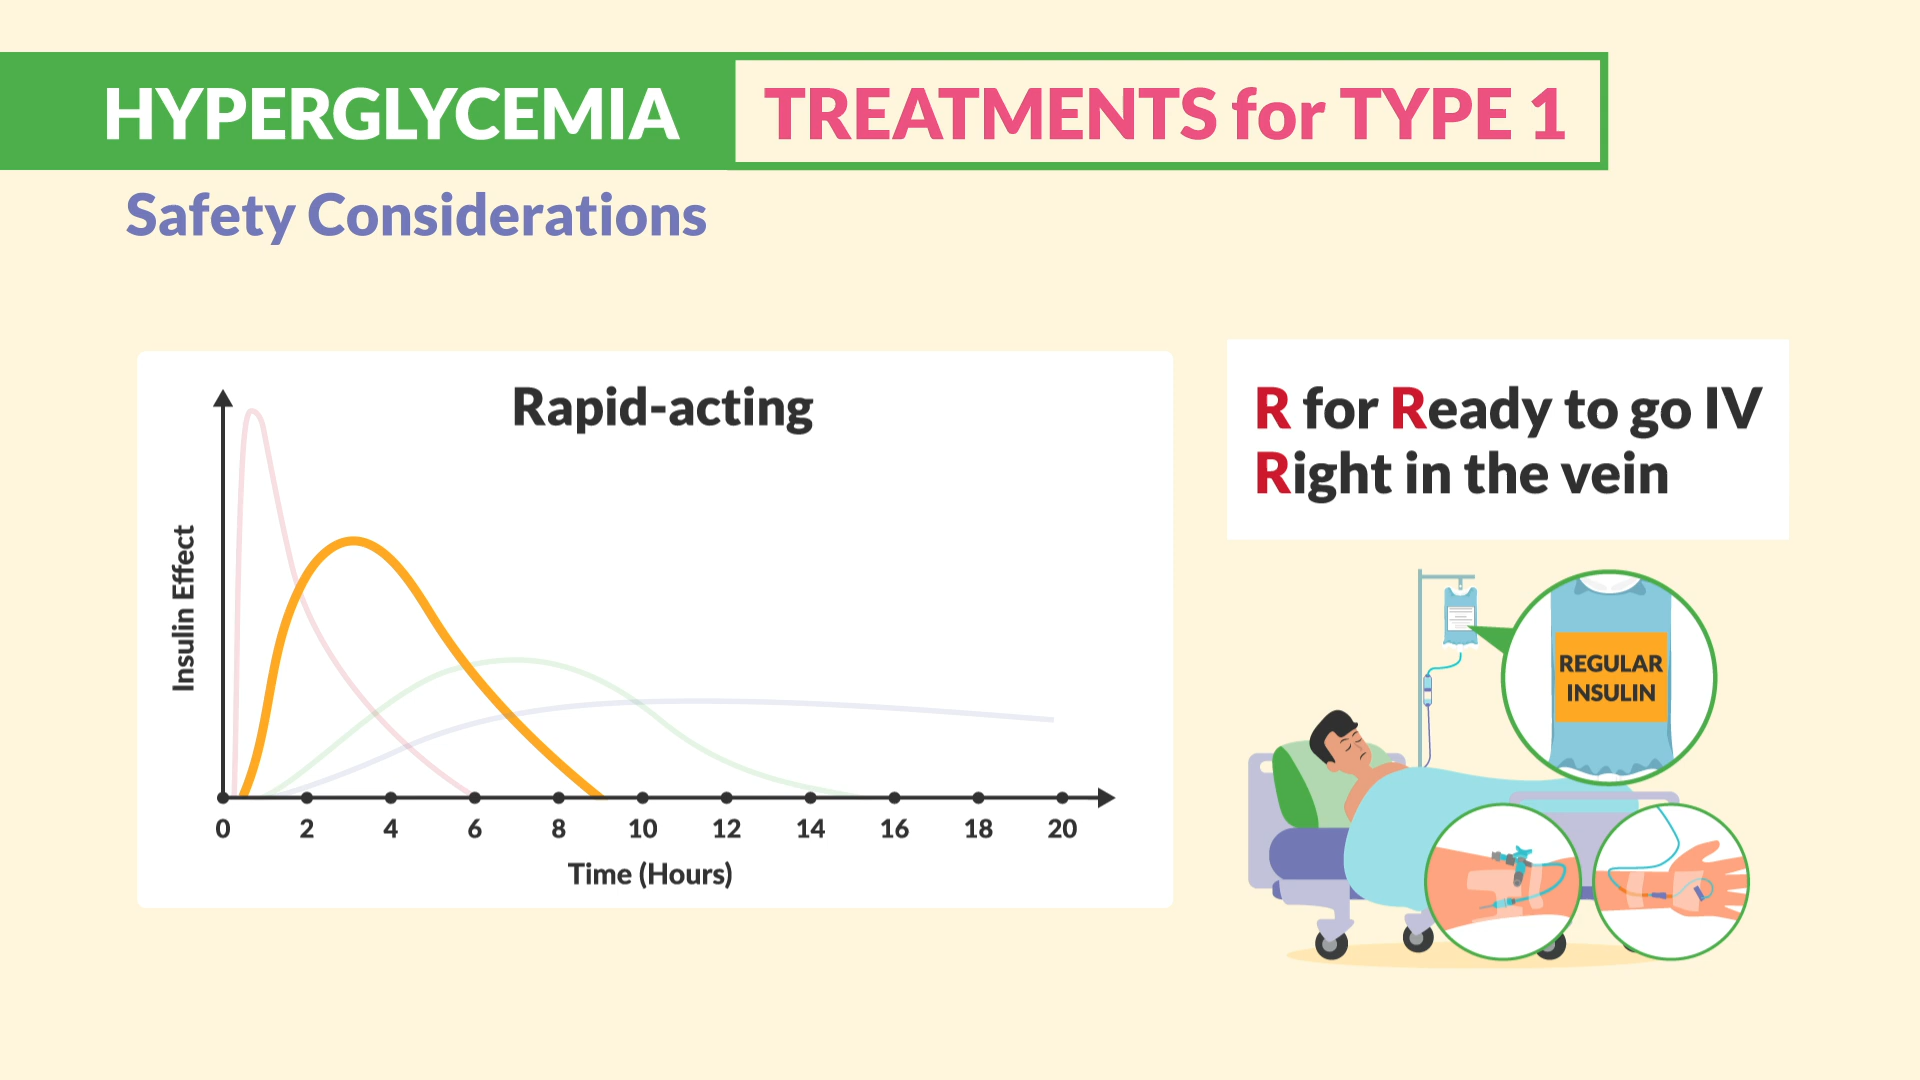 HYPERGLYCEMIA TREATMENTS for TYPE 1
Safety Considerations
Rapid-acting
Insulin Effect
0 2 4 6 8 10 12 14 16 18 20
Time (Hours)
R for Ready to go IV
Right in the vein
REGULAR
INSULIN